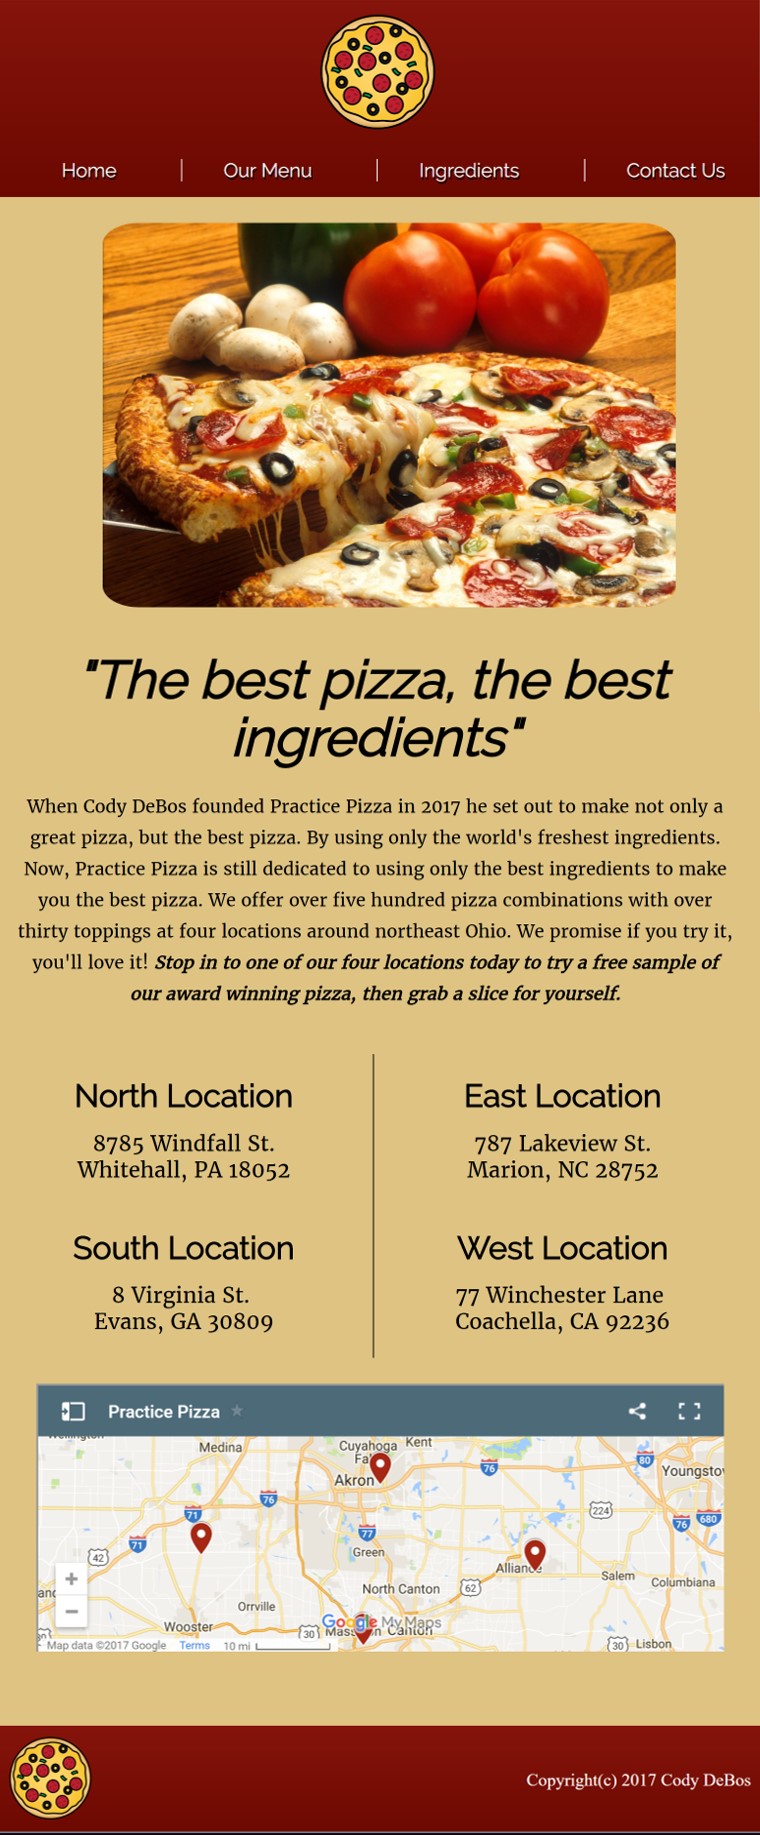 Home
Our Menu
Ingredients
Contact Us
"The best pizza, the best
ingredients"
When Cody DeBos founded Practice Pizza in 2017 he set out to make not only a
great pizza, but the best pizza. By using only the world's freshest ingredients.
Now, Practice Pizza is still dedicated to using only the best ingredients to make
you the best pizza. We offer over five hundred pizza combinations with over
thirty toppings at four locations around northeast Ohio. We promise if you try it,
you'll love it! Stop in to one of our four locations today to try a free sample of
our award winning pizza, then grab a slice for yourself.
North Location
8785 Windfall St.
Whitehall, PA 18052
East Location
787 Lakeview St.
Marion, NC 28752
South Location
8 Virginia St.
Evans, GA 30809
West Location
77 Winchester Lane
Coachella, CA 92236
Practice Pizza
Medina
Cuyahoga
Kent
Akron
76
80
Youngstov
76
224
71
76
680
77
71
42
Green
Alliance
Salem
Columbiana
North Canton
62
Orrville
Wooster
Google My Maps
30
Canton
30
Lisbon
Map data ©2017 Google
Terms
10 mi
Copyright(c) 2017 Cody DeBos